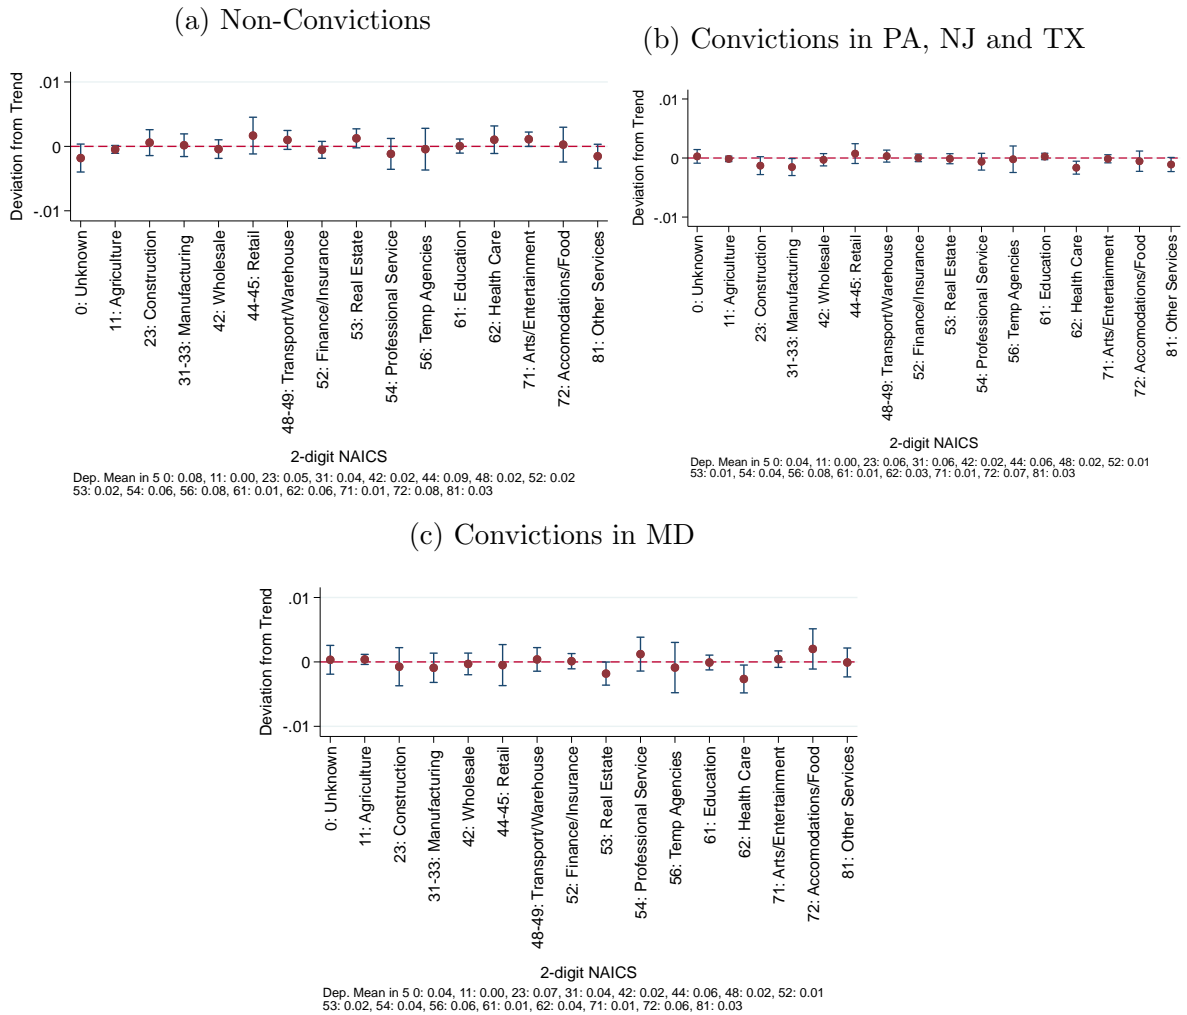 (a) Non-Convictions
Deviation from Trend
.01
0
-.01
0: Unknown
11: Agriculture
23: Construction
31-33: Manufacturing
42: Wholesale
44-45: Retail
48-49: Transport/Warehouse
52: Finance/Insurance
53: Real Estate
54: Professional Service
56: Temp Agencies
61: Education
62: Health Care
71: Arts/Entertainment
72: Accomodations/Food
81: Other Services
2-digit NAICS
Dep. Mean in 5 0: 0.08, 11: 0.00, 23: 0.05, 31: 0.04, 42: 0.02, 44: 0.09, 48: 0.02, 52: 0.02
53: 0.02, 54: 0.06, 56: 0.08, 61: 0.01, 62: 0.06, 71: 0.01, 72: 0.08, 81: 0.03
(b) Convictions in PA, NJ and TX
Deviation from Trend
.01
0
-.01
0: Unknown
11: Agriculture
23: Construction
31-33: Manufacturing
42: Wholesale
44-45: Retail
48-49: Transport/Warehouse
52: Finance/Insurance
53: Real Estate
54: Professional Service
56: Temp Agencies
61: Education
62: Health Care
71: Arts/Entertainment
72: Accomodations/Food
81: Other Services
2-digit NAICS
Dep. Mean in 5 0: 0.04, 11: 0.00, 23: 0.06, 31: 0.06, 42: 0.02, 44: 0.06, 48: 0.02, 52: 0.01
53: 0.01, 54: 0.04, 56: 0.08, 61: 0.01, 62: 0.03, 71: 0.01, 72: 0.07, 81: 0.03
(c) Convictions in MD
Deviation from Trend
.01
0
-.01
0: Unknown
11: Agriculture
23: Construction
31-33: Manufacturing
42: Wholesale
44-45: Retail
48-49: Transport/Warehouse
52: Finance/Insurance
53: Real Estate
54: Professional Service
56: Temp Agencies
61: Education
62: Health Care
71: Arts/Entertainment
72: Accomodations/Food
81: Other Services
2-digit NAICS
Dep. Mean in 5 0: 0.04, 11: 0.00, 23: 0.07, 31: 0.04, 42: 0.02, 44: 0.06, 48: 0.02, 52: 0.01
53: 0.02, 54: 0.04, 56: 0.06, 61: 0.01, 62: 0.04, 71: 0.01, 72: 0.06, 81: 0.03